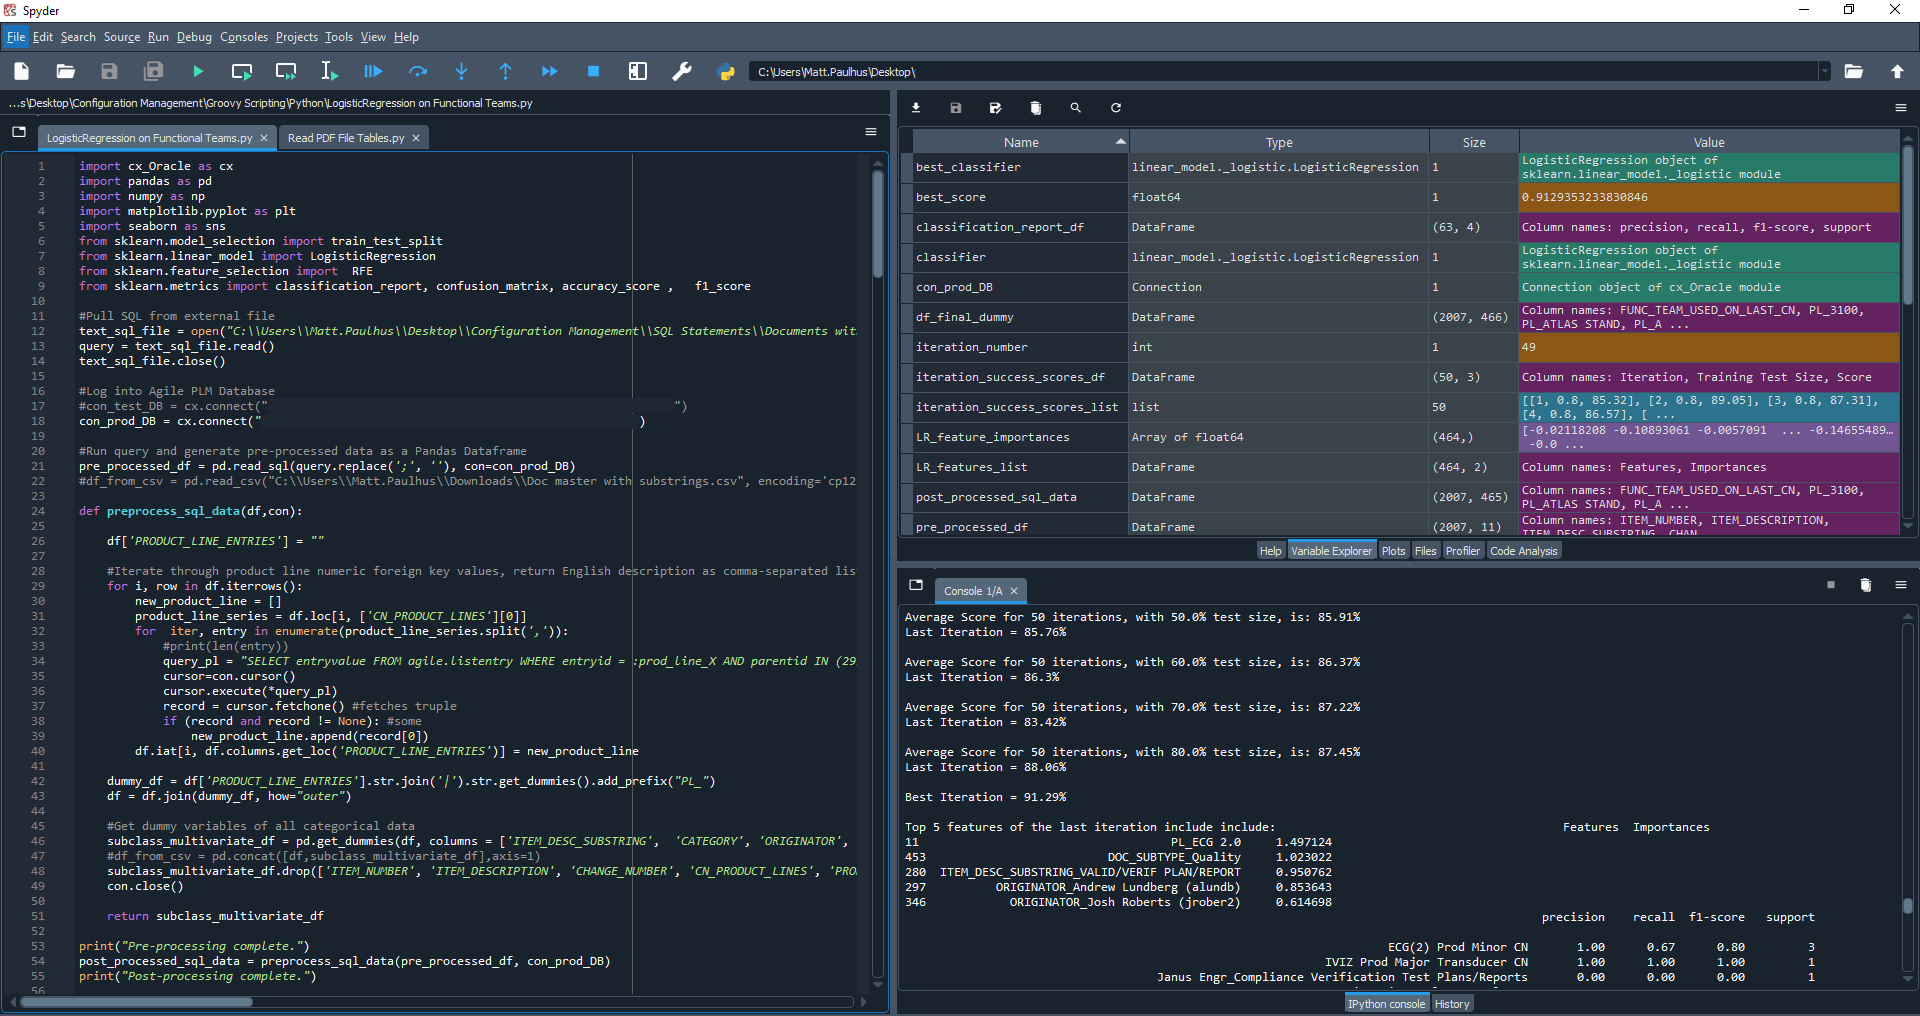 Spyder
File Edit Search Source Run Debug Consoles Projects Tools View Help
C:\Users\Matt.Paulhus\Desktop\
...s\Desktop\Configuration Management\Groovy Scripting\Python\LogisticRegression on Functional Teams.py
LogisticRegression on Functional Teams.py
Read PDF File Tables.py
1 import cx_Oracle as cx
2 import pandas as pd
3 import numpy as np
4 import matplotlib.pyplot as plt
5 import seaborn as sns
6 from sklearn.model_selection import train_test_split
7 from sklearn.linear_model import LogisticRegression
8 from sklearn.feature_selection import  RFE
9 from sklearn.metrics import classification_report, confusion_matrix, accuracy_score ,   f1_score
10
11 #Pull SQL from external file
12 text_sql_file = open("C:\\Users\\Matt.Paulhus\\Desktop\\Configuration Management\\SQL Statements\\Documents wit
13 query = text_sql_file.read()
14 text_sql_file.close()
15
16 #Log into Agile PLM Database
17 #con_test_DB = cx.connect(" ")
18 con_prod_DB = cx.connect(" )
19
20 #Run query and generate pre-processed data as a Pandas Dataframe
21 pre_processed_df = pd.read_sql(query.replace(';', ''), con=con_prod_DB)
22 #df_from_csv = pd.read_csv("C:\\Users\\Matt.Paulhus\\Downloads\\Doc master with substrings.csv", encoding='cp12
23
24 def preprocess_sql_data(df,con):
25
26     df['PRODUCT_LINE_ENTRIES'] = ""
27
28     #Iterate through product line numeric foreign key values, return English description as comma-separated lis
29     for i, row in df.iterrows():
30         new_product_line = []
31         product_line_series = df.loc[i, ['CN_PRODUCT_LINES'][0]]
32         for  iter, entry in enumerate(product_line_series.split(',')):
33             #print(len(entry))
34             query_pl = "SELECT entryvalue FROM agile.listentry WHERE entryid = :prod_line_X AND parentid IN (29
35             cursor=con.cursor()
36             cursor.execute(*query_pl)
37             record = cursor.fetchone() #fetches truple
38             if (record and record != None): #some
39                 new_product_line.append(record[0])
40         df.iat[i, df.columns.get_loc('PRODUCT_LINE_ENTRIES')] = new_product_line
41
42     dummy_df = df['PRODUCT_LINE_ENTRIES'].str.join('|').str.get_dummies().add_prefix("PL_")
43     df = df.join(dummy_df, how="outer")
44
45     #Get dummy variables of all categorical data
46     subclass_multivariate_df = pd.get_dummies(df, columns = ['ITEM_DESC_SUBSTRING',  'CATEGORY', 'ORIGINATOR',
47     #df_from_csv = pd.concat([df,subclass_multivariate_df],axis=1)
48     subclass_multivariate_df.drop(['ITEM_NUMBER', 'ITEM_DESCRIPTION', 'CHANGE_NUMBER', 'CN_PRODUCT_LINES', 'PRO
49     con.close()
50
51     return subclass_multivariate_df
52
53 print("Pre-processing complete.")
54 post_processed_sql_data = preprocess_sql_data(pre_processed_df, con_prod_DB)
55 print("Post-processing complete.")
56
Name Type Size Value
best_classifier linear_model._logistic.LogisticRegression 1 LogisticRegression object of
sklearn.linear_model._logistic module
best_score float64 1 0.9129353233830846
classification_report_df DataFrame (63, 4) Column names: precision, recall, f1-score, support
classifier linear_model._logistic.LogisticRegression 1 LogisticRegression object of
sklearn.linear_model._logistic module
con_prod_DB Connection 1 Connection object of cx_Oracle module
df_final_dummy DataFrame (2007, 466) Column names: FUNC_TEAM_USED_ON_LAST_CN, PL_3100,
PL_ATLAS STAND, PL_A ...
iteration_number int 1 49
iteration_success_scores_df DataFrame (50, 3) Column names: Iteration, Training Test Size, Score
iteration_success_scores_list list 50 [[1, 0.8, 85.32], [2, 0.8, 89.05], [3, 0.8, 87.31],
[4, 0.8, 86.57], [ ...
LR_feature_importances Array of float64 (464,) [-0.02118208 -0.10893061 -0.0057091  ... -0.14655489…
-0.0 ...
LR_features_list DataFrame (464, 2) Column names: Features, Importances
post_processed_sql_data DataFrame (2007, 465) Column names: FUNC_TEAM_USED_ON_LAST_CN, PL_3100,
PL_ATLAS STAND, PL_A ...
pre_processed_df DataFrame (2007, 11) Column names: ITEM_NUMBER, ITEM_DESCRIPTION,
ITEM_DESC_SUBSTRING, CHAN
Help Variable Explorer Plots Files Profiler Code Analysis
Console 1/A
Average Score for 50 iterations, with 50.0% test size, is: 85.91%
Last Iteration = 85.76%
Average Score for 50 iterations, with 60.0% test size, is: 86.37%
Last Iteration = 86.3%
Average Score for 50 iterations, with 70.0% test size, is: 87.22%
Last Iteration = 83.42%
Average Score for 50 iterations, with 80.0% test size, is: 87.45%
Last Iteration = 88.06%
Best Iteration = 91.29%
Top 5 features of the last iteration include include: Features Importances
11 PL_ECG 2.0 1.497124
453 DOC_SUBTYPE_Quality 1.023022
280 ITEM_DESC_SUBSTRING_VALID/VERIF PLAN/REPORT 0.950762
297 ORIGINATOR_Andrew Lundberg (alundb) 0.853643
346 ORIGINATOR_Josh Roberts (jrober2) 0.614698
precision recall f1-score support
ECG(2) Prod Minor CN 1.00 0.67 0.80 3
IVIZ Prod Major Transducer CN 1.00 1.00 1.00 1
Janus Engr_Compliance Verification Test Plans/Reports 0.00 0.00 0.00 1
IPython console History